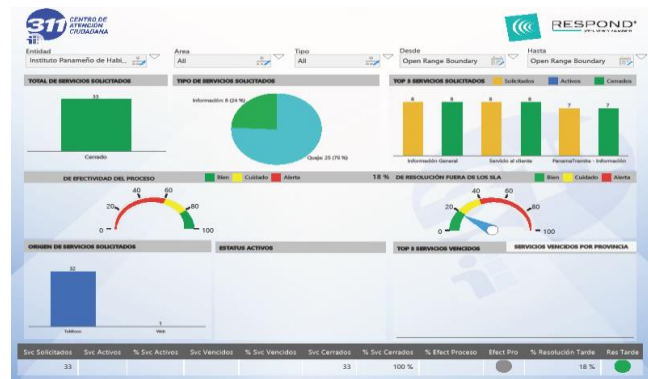 311 CENTRO DE
ATENCIÓN
CIUDADANA
RESPOND
Entidad
Area
Tipo
Desde
Hasta
Instituto Panameño de Habi...
All
All
Open Range Boundary
Open Range Boundary
TOTAL DE SERVICIOS SOLICITADOS
TIPO DE SERVICIOS SOLICITADOS
TOP 3 SERVICIOS SOLICITADOS
Solicitados
Activos
Cerrados
33
Cerrado
Información: 8 (24 %)
Queja: 25 (76 %)
8
8
8
8
7
7
Información General
Servicio al cliente
PanamaTramita - Información
DE EFECTIVIDAD DEL PROCESO
Bien
Cuidado
Alerta
18 % DE RESOLUCIÓN FUERA DE LOS SLA
Bien
Cuidado
Alerta
0
20
40
60
80
100
0
20
40
60
80
100
ORIGEN DE SERVICIOS SOLICITADOS
ESTATUS ACTIVOS
TOP 5 SERVICIOS VENCIDOS
SERVICIOS VENCIDOS POR PROVINCIA
32
1
Teléfono
Web
Svc Solicitados
Svc Activos
% Svc Activos
Svc Vencidos
% Svc Vencidos
Svc Cerrados
% Svc Cerrados
% Efect Proceso
Efect Pro
% Resolución Tarde
Res Tarde
33
33
100 %
18 %